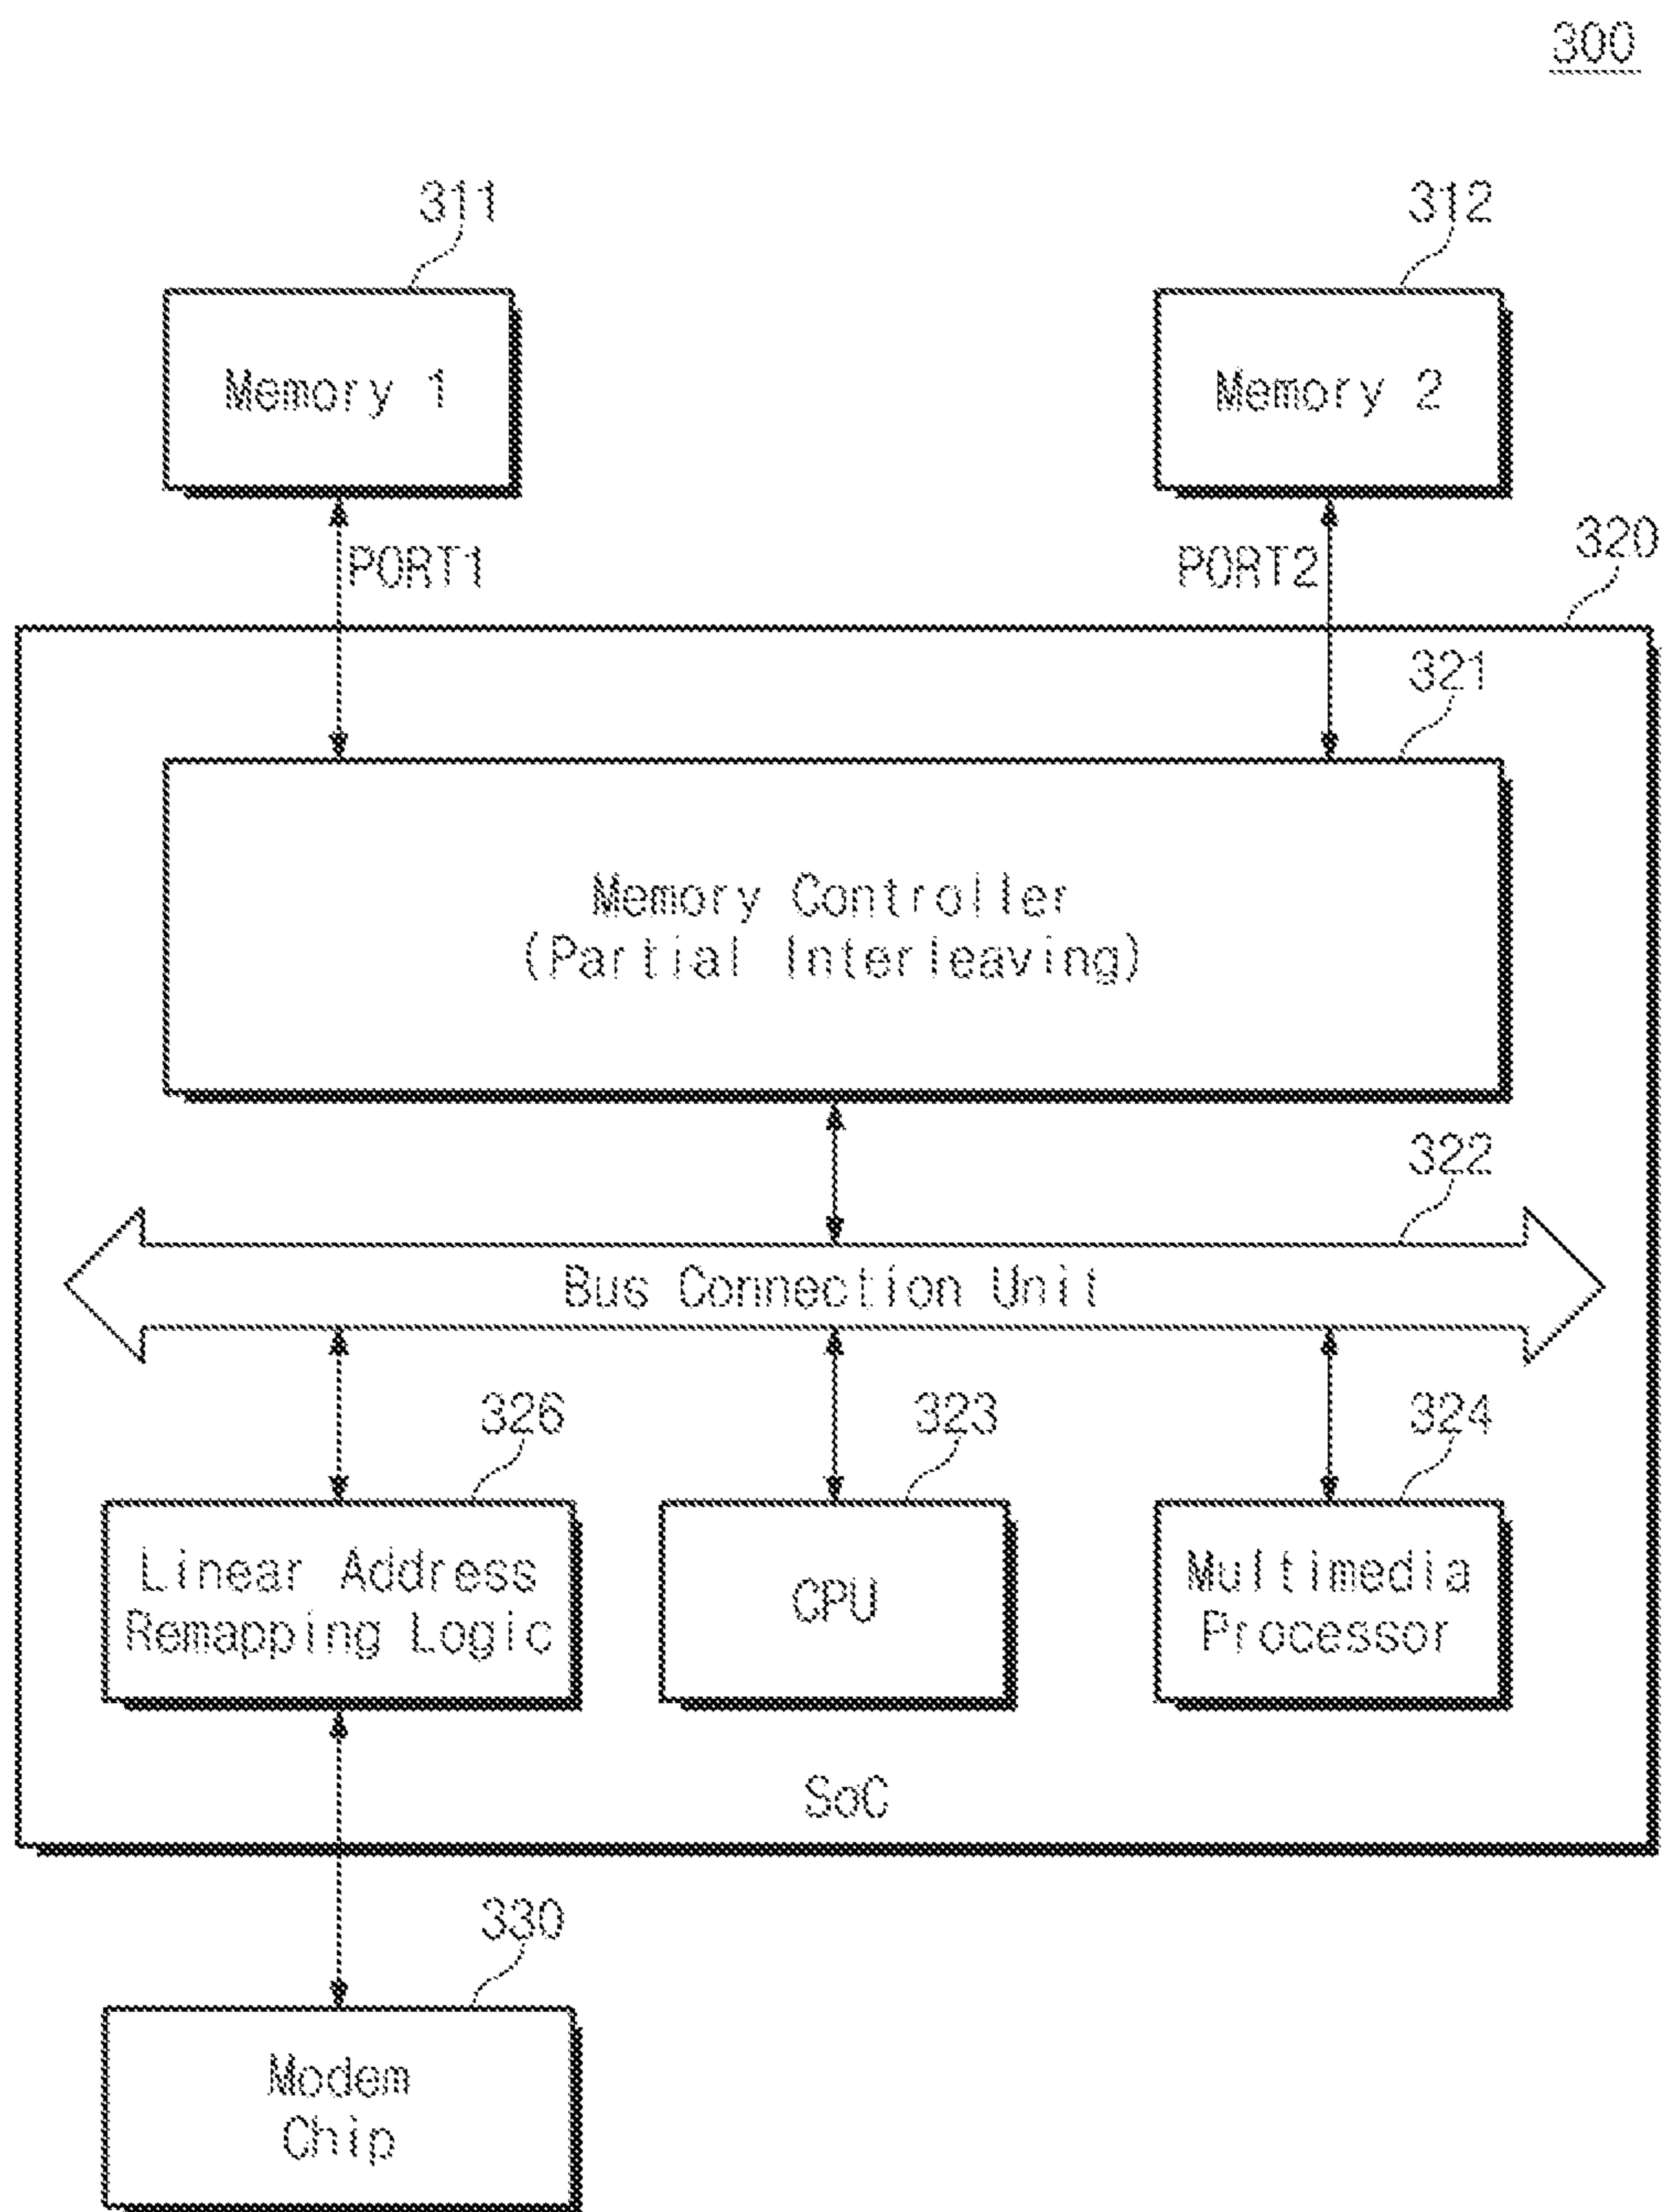 300
311
312
Memory 1
Memory 2
PORT1
PORT2
320
321
Memory Controller
(Partial Interleaving)
322
Bus Connection Unit
326
323
324
Linear Address
Remapping Logic
CPU
Multimedia
Processor
SoC
330
Modem
Chip